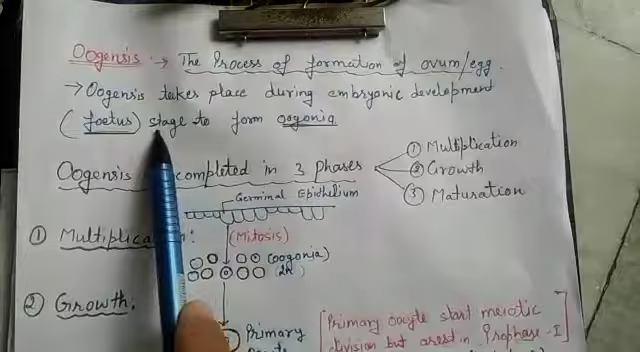 Oogensis :→ The Process of formation of ovum/egg.
→ Oogensis takes place during embryonic development
(foetus) stage to form oogonia
Oogensis completed in 3 phases
① Multiplication
② Growth
③ Maturation
Germinal Epithelium
① Multiplica n:
(Mitosis)
(oogonia)
(2n)
② Growth:
Primary
[Primary oocyte start meiotic
division but arest in Prophase-I]